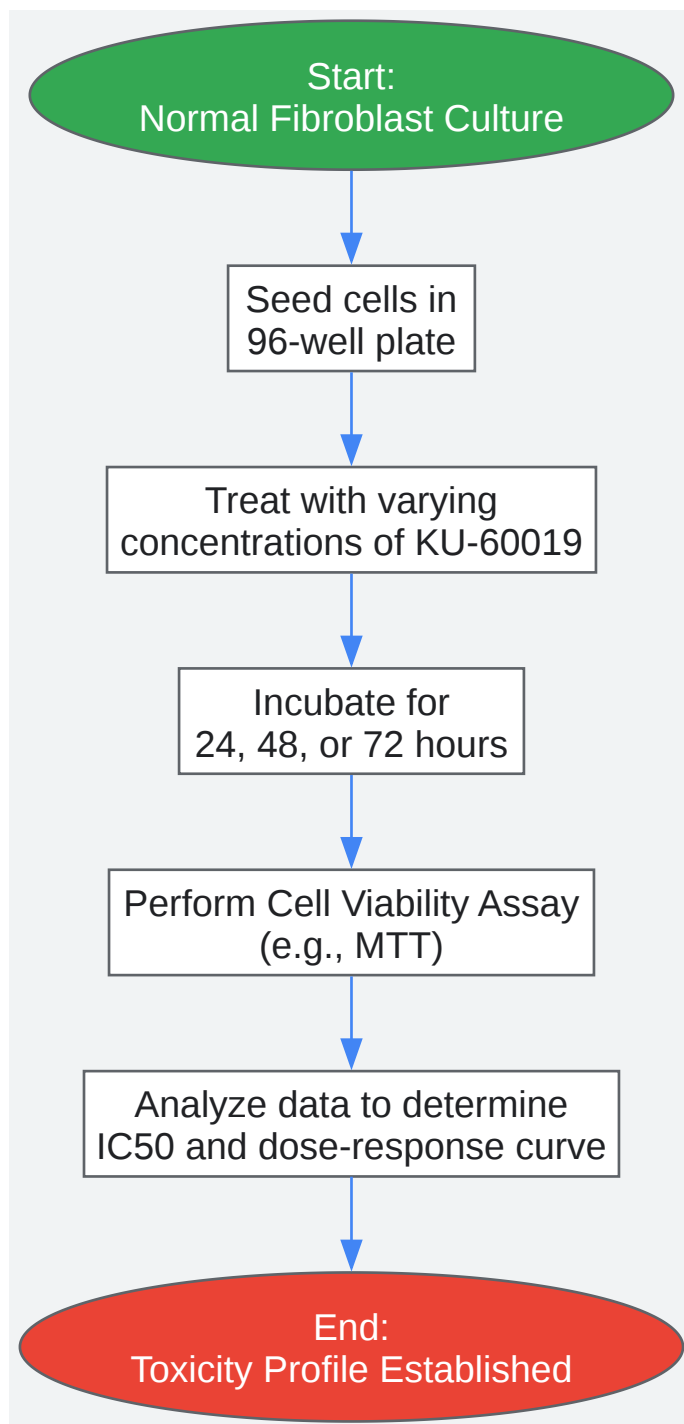 Start:
Normal Fibroblast Culture
Seed cells in
96-well plate
Treat with varying
concentrations of KU-60019
Incubate for
24, 48, or 72 hours
Perform Cell Viability Assay
(e.g., MTT)
Analyze data to determine
IC50 and dose-response curve
End:
Toxicity Profile Established